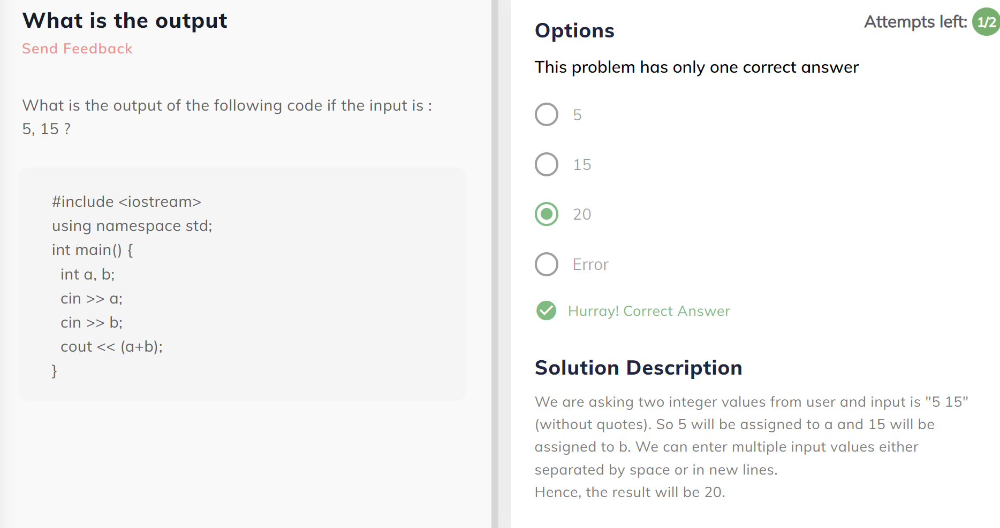 What is the output
Send Feedback
What is the output of the following code if the input is :
5, 15 ?
#include <iostream>
using namespace std;
int main() {
int a, b;
cin >> a;
cin >> b;
cout << (a+b);
}
Attempts left: 1/2
Options
This problem has only one correct answer
5
15
20
Error
Hurray! Correct Answer
Solution Description
We are asking two integer values from user and input is "5 15"
(without quotes). So 5 will be assigned to a and 15 will be
assigned to b. We can enter multiple input values either
separated by space or in new lines.
Hence, the result will be 20.